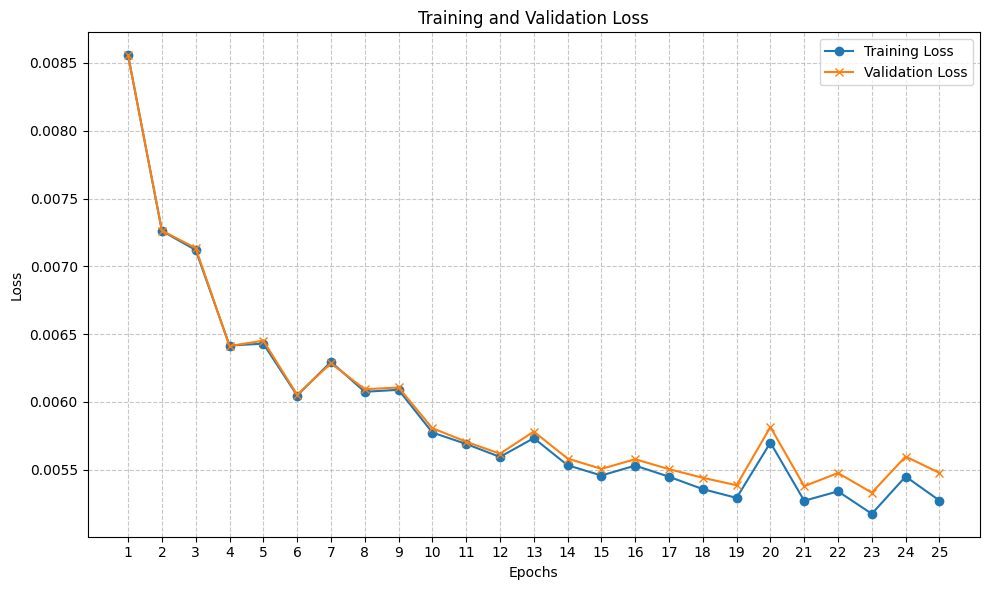 Training and Validation Loss
Training Loss
Validation Loss
0.0085
0.0080
0.0075
0.0070
0.0065
0.0060
0.0055
Loss
1 2 3 4 5 6 7 8 9 10 11 12 13 14 15 16 17 18 19 20 21 22 23 24 25
Epochs